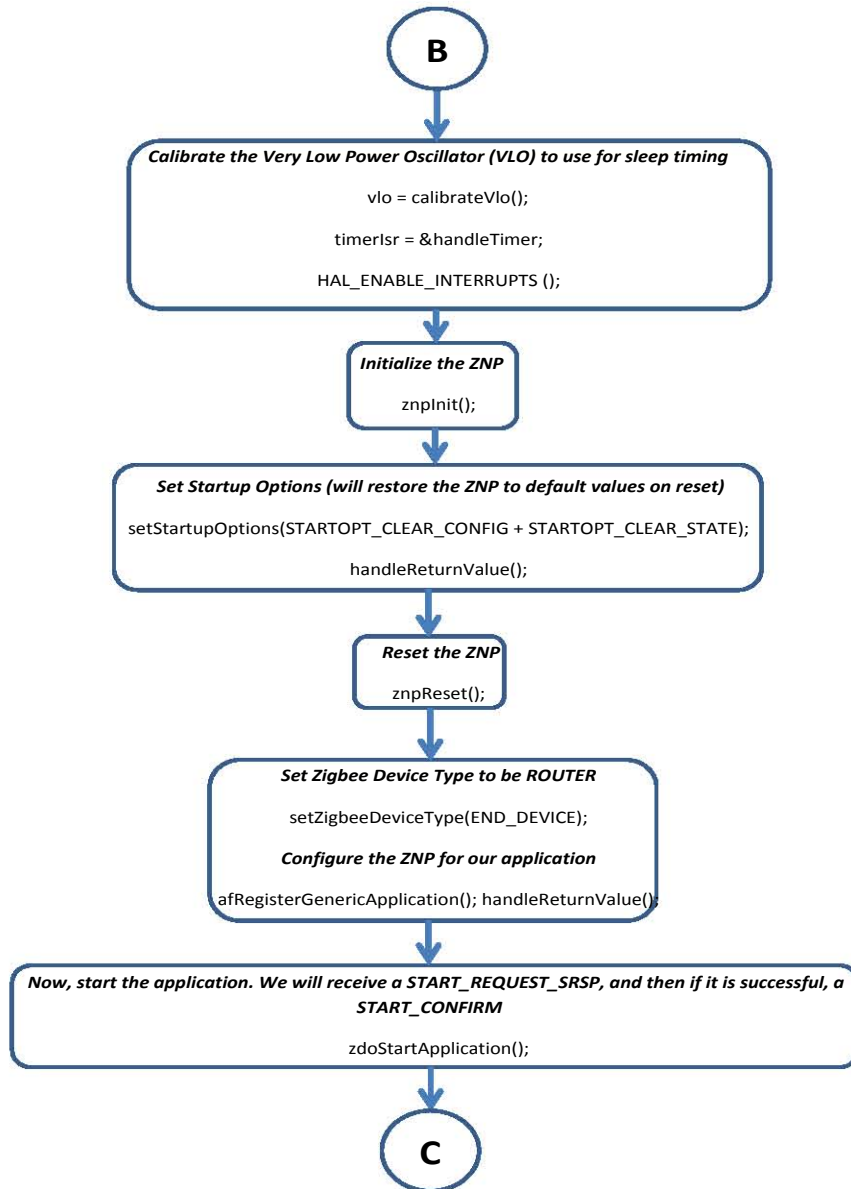 B
Calibrate the Very Low Power Oscillator (VLO) to use for sleep timing
vlo = calibrateVlo();
timerIsr = &handleTimer;
HAL_ENABLE_INTERRUPTS ();
Initialize the ZNP
znpInit();
Set Startup Options (will restore the ZNP to default values on reset)
setStartupOptions(STARTOPT_CLEAR_CONFIG + STARTOPT_CLEAR_STATE);
handleReturnValue();
Reset the ZNP
znpReset();
Set Zigbee Device Type to be ROUTER
setZigbeeDeviceType(END_DEVICE);
Configure the ZNP for our application
afRegisterGenericApplication(); handleReturnValue();
Now, start the application. We will receive a START_REQUEST_SRSP, and then if it is successful, a
START_CONFIRM
zdoStartApplication();
C